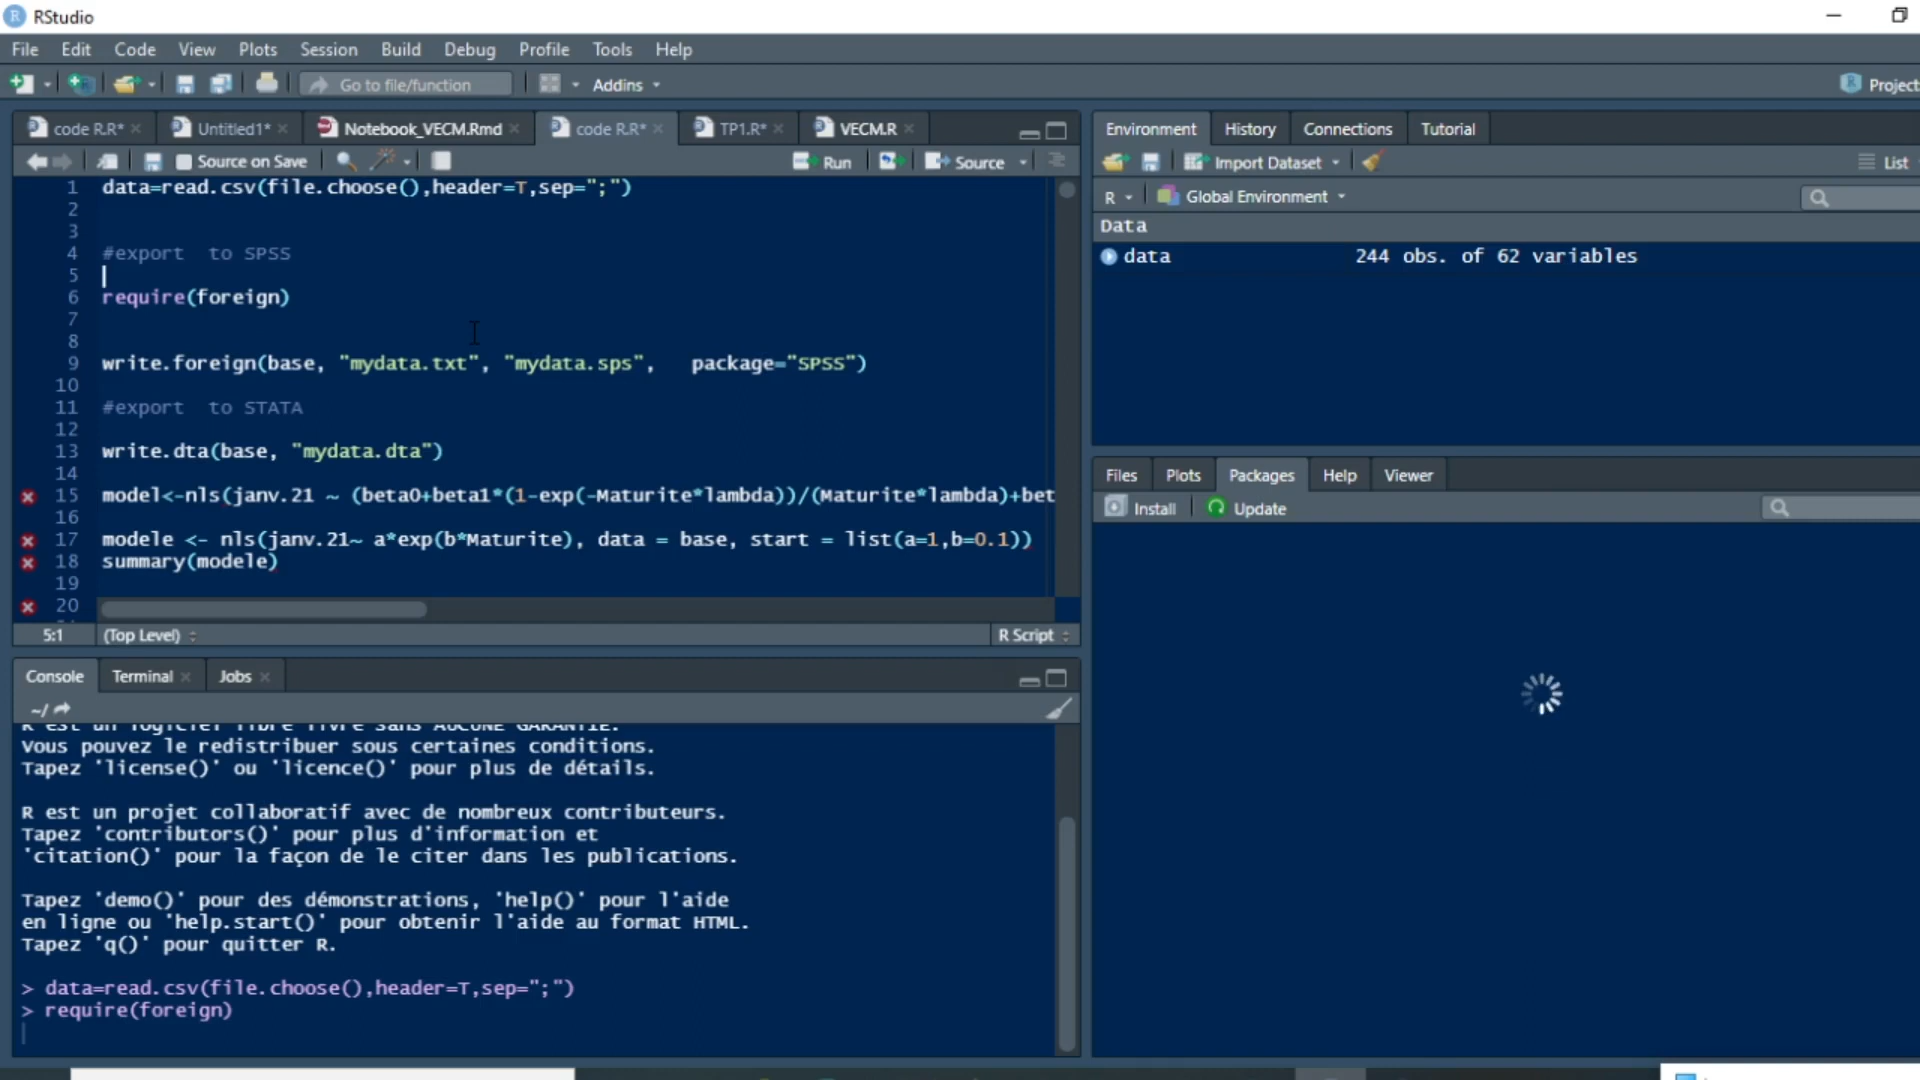 RStudio
File Edit Code View Plots Session Build Debug Profile Tools Help
Go to file/function Addins
Project
code R.R* Untitled1* Notebook_VECM.Rmd code R.R* TP1.R* VECM.R
Source on Save Run Source
1 data=read.csv(file.choose(),header=T,sep=";")
2
3
4 #export  to SPSS
5
6 require(foreign)
7
8
9 write.foreign(base, "mydata.txt", "mydata.sps",   package="SPSS")
10
11 #export  to STATA
12
13 write.dta(base, "mydata.dta")
14
15 model<-nls(janv.21 ~ (beta0+beta1*(1-exp(-Maturite*lambda))/(Maturite*lambda)+bet
16
17 modele <- nls(janv.21~ a*exp(b*Maturite), data = base, start = list(a=1,b=0.1))
18 summary(modele)
19
20
5:1 (Top Level) R Script
Console Terminal Jobs
~/
R est un logiciel libre livré sans AUCUNE GARANTIE.
Vous pouvez le redistribuer sous certaines conditions.
Tapez 'license()' ou 'licence()' pour plus de détails.
R est un projet collaboratif avec de nombreux contributeurs.
Tapez 'contributors()' pour plus d'information et
'citation()' pour la façon de le citer dans les publications.
Tapez 'demo()' pour des démonstrations, 'help()' pour l'aide
en ligne ou 'help.start()' pour obtenir l'aide au format HTML.
Tapez 'q()' pour quitter R.
> data=read.csv(file.choose(),header=T,sep=";")
> require(foreign)
Environment History Connections Tutorial
Import Dataset List
R Global Environment
Data
data 244 obs. of 62 variables
Files Plots Packages Help Viewer
Install Update